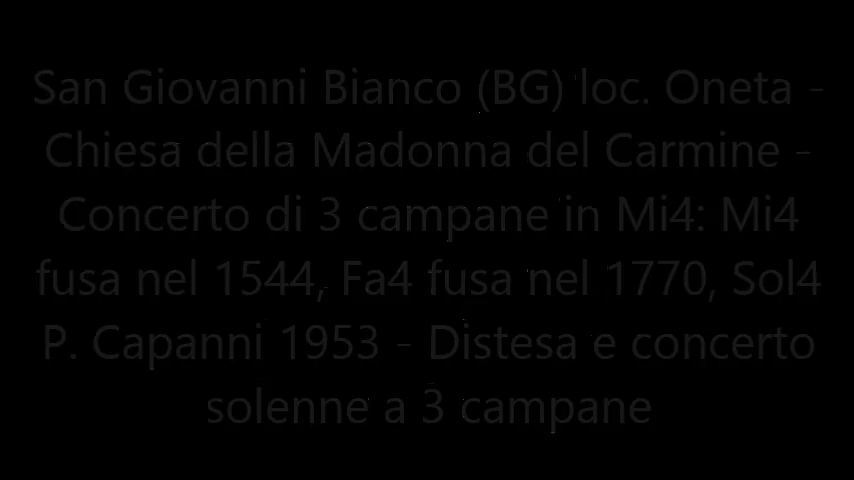 San Giovanni Bianco (BG) loc. Oneta -
Chiesa della Madonna del Carmine -
Concerto di 3 campane in Mi4: Mi4
fusa nel 1544, Fa4 fusa nel 1770, Sol4
P. Capanni 1953 - Distesa e concerto
solenne a 3 campane